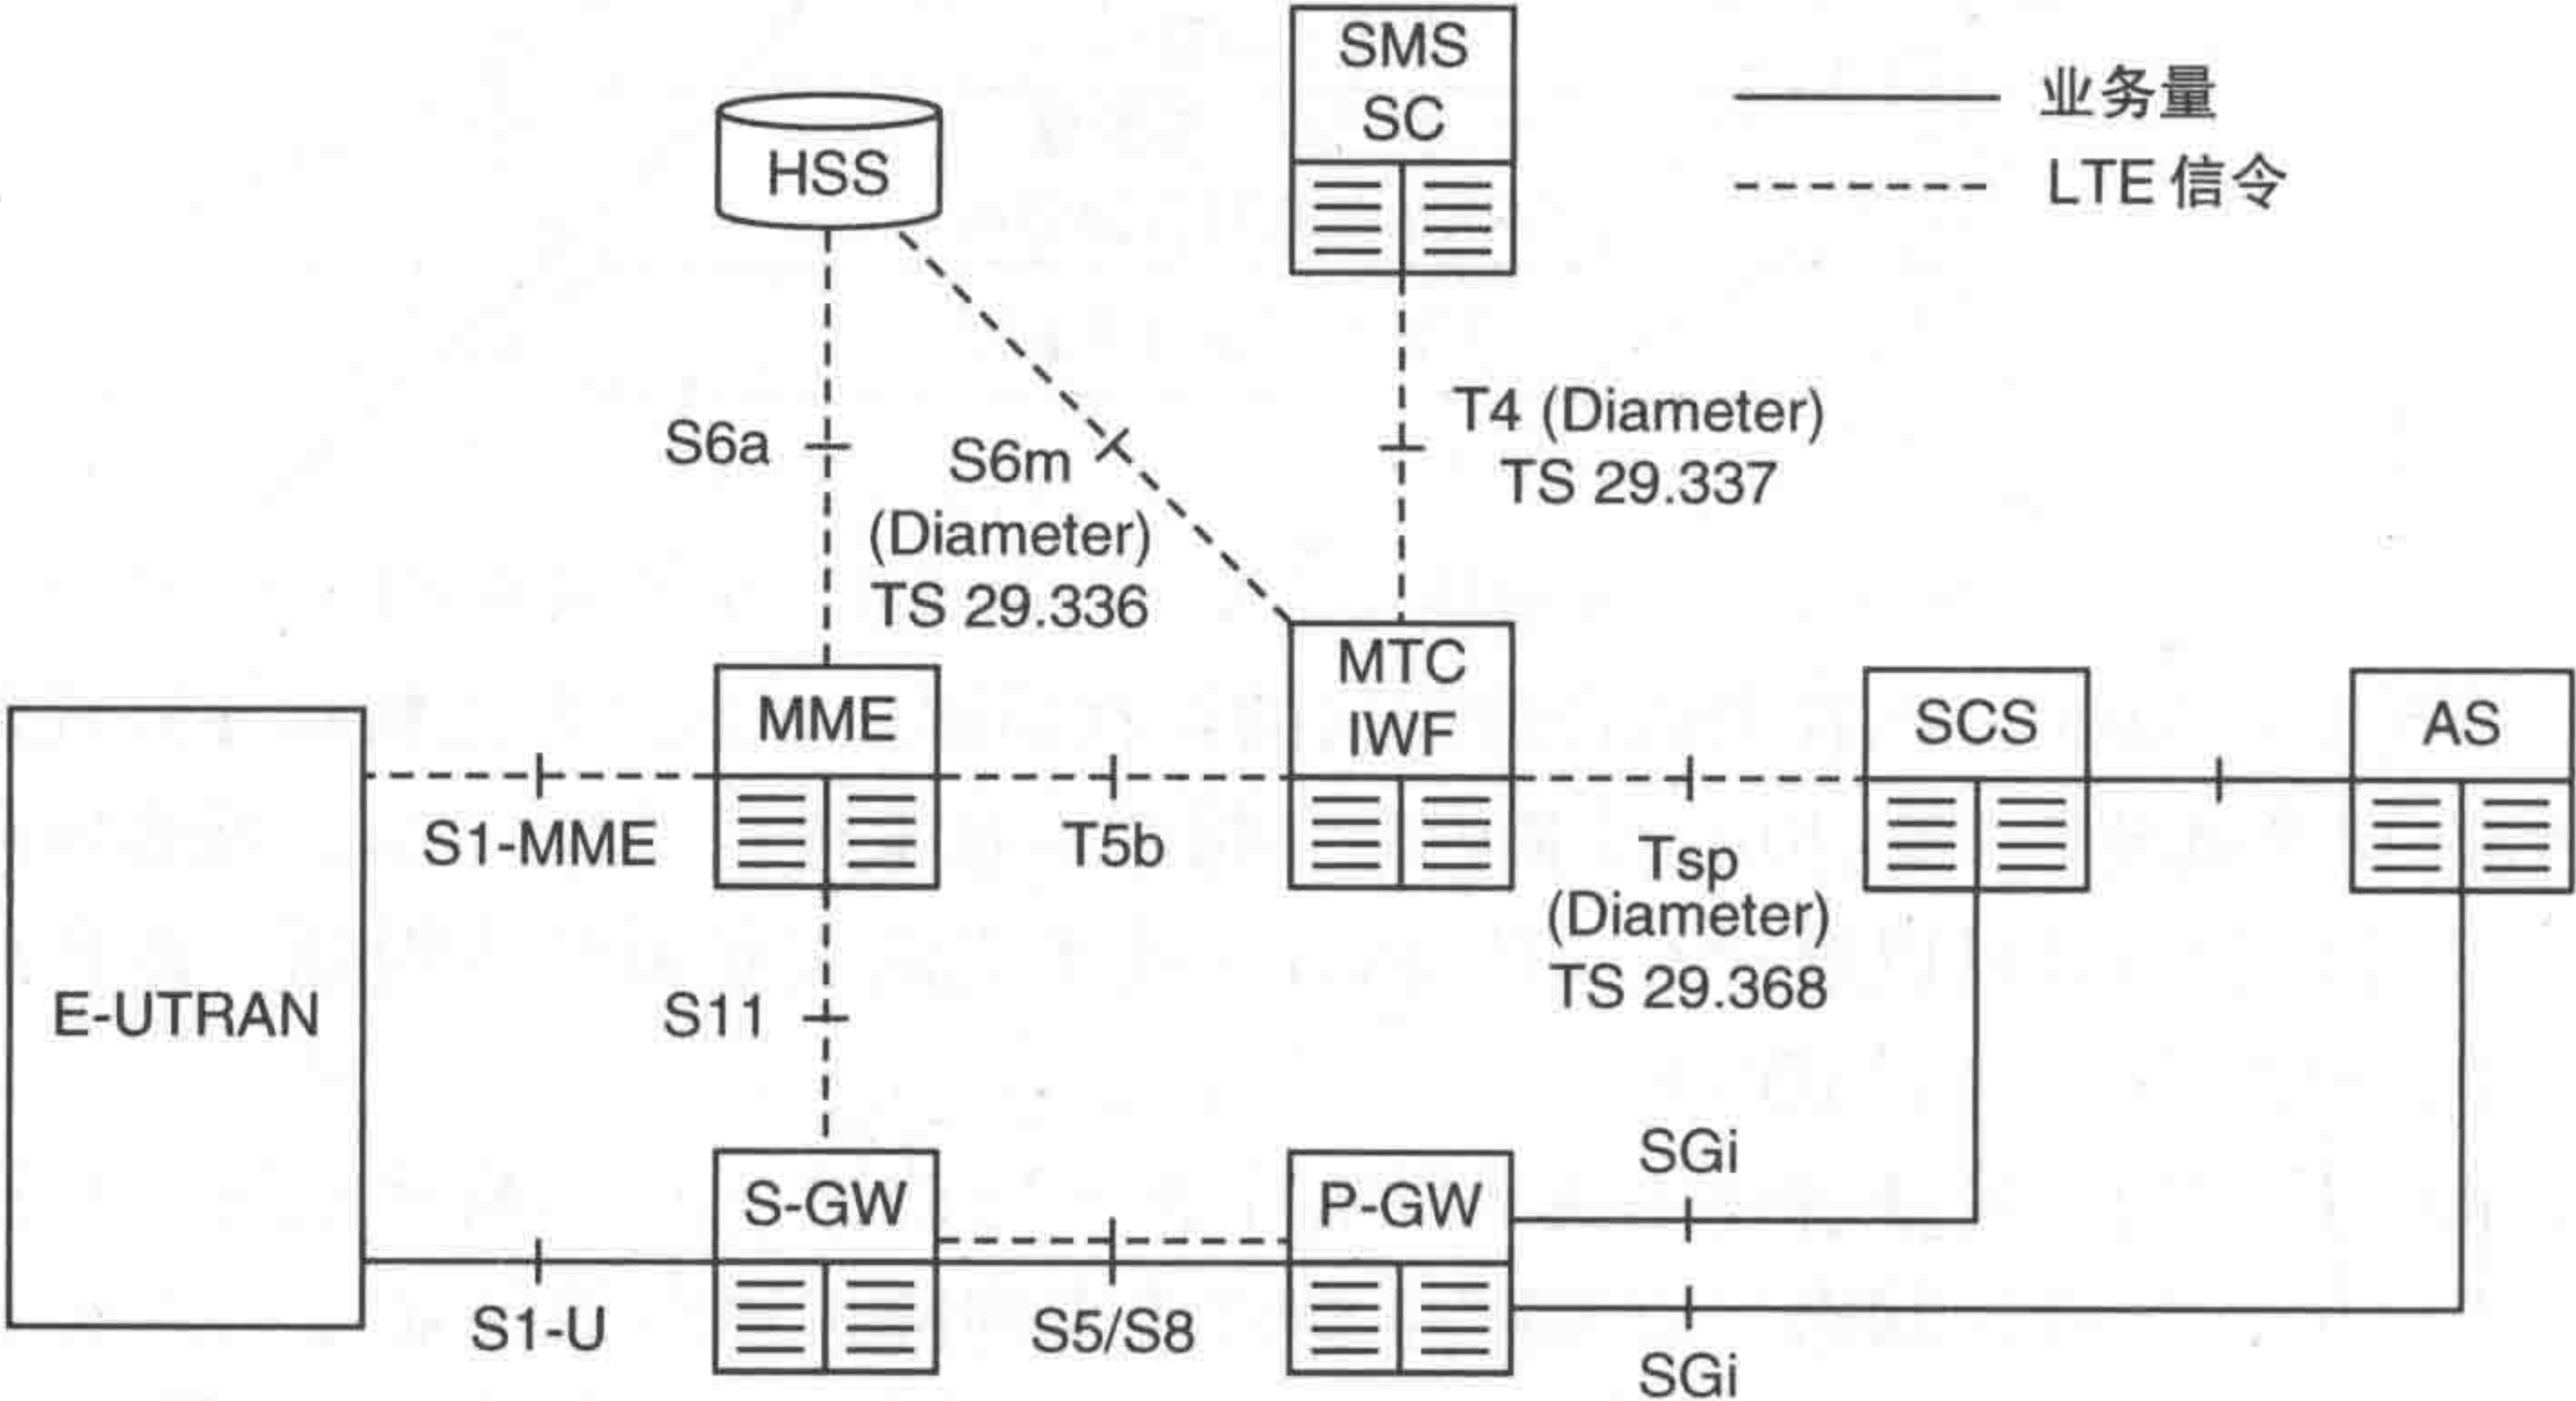 SMS
SC
业务量
LTE 信令
HSS
S6a
S6m
(Diameter)
TS 29.336
T4 (Diameter)
TS 29.337
MME
MTC
IWF
SCS
AS
S1-MME
T5b
Tsp
(Diameter)
TS 29.368
E-UTRAN
S11
S-GW
P-GW
SGi
S1-U
S5/S8
SGi